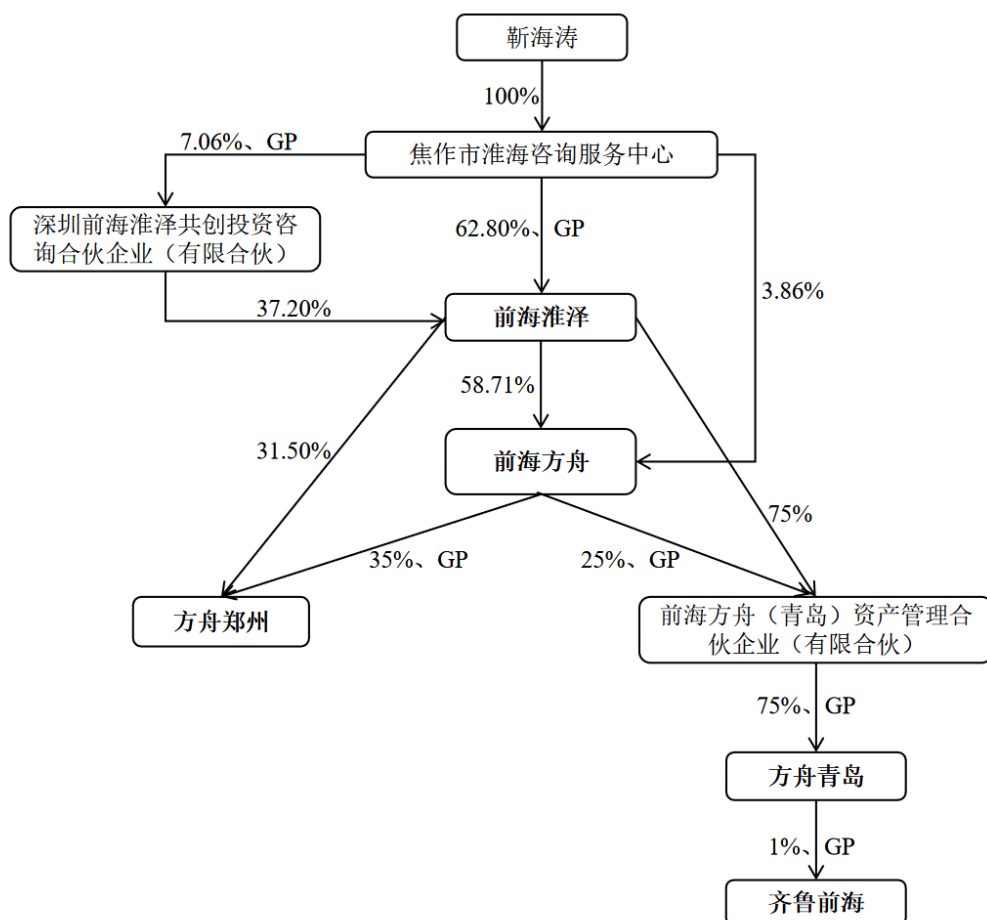 靳海涛
100%
7.06%、GP
焦作市淮海咨询服务中心
深圳前海淮泽共创投资咨
询合伙企业（有限合伙）
62.80%、GP
3.86%
37.20%
前海淮泽
58.71%
31.50%
前海方舟
75%
35%、GP
25%、GP
方舟郑州
前海方舟（青岛）资产管理合
伙企业（有限合伙）
75%、GP
方舟青岛
1%、GP
齐鲁前海